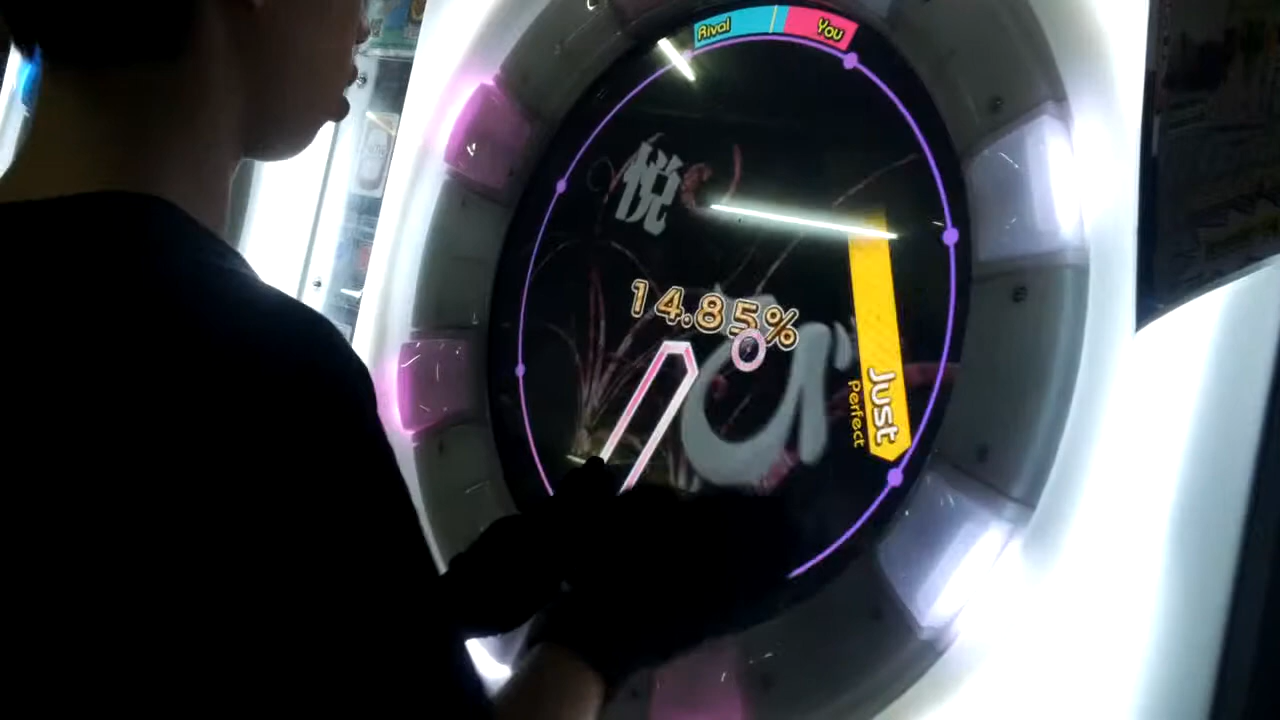 Rival You
悦
14.85%
Just
Perfect